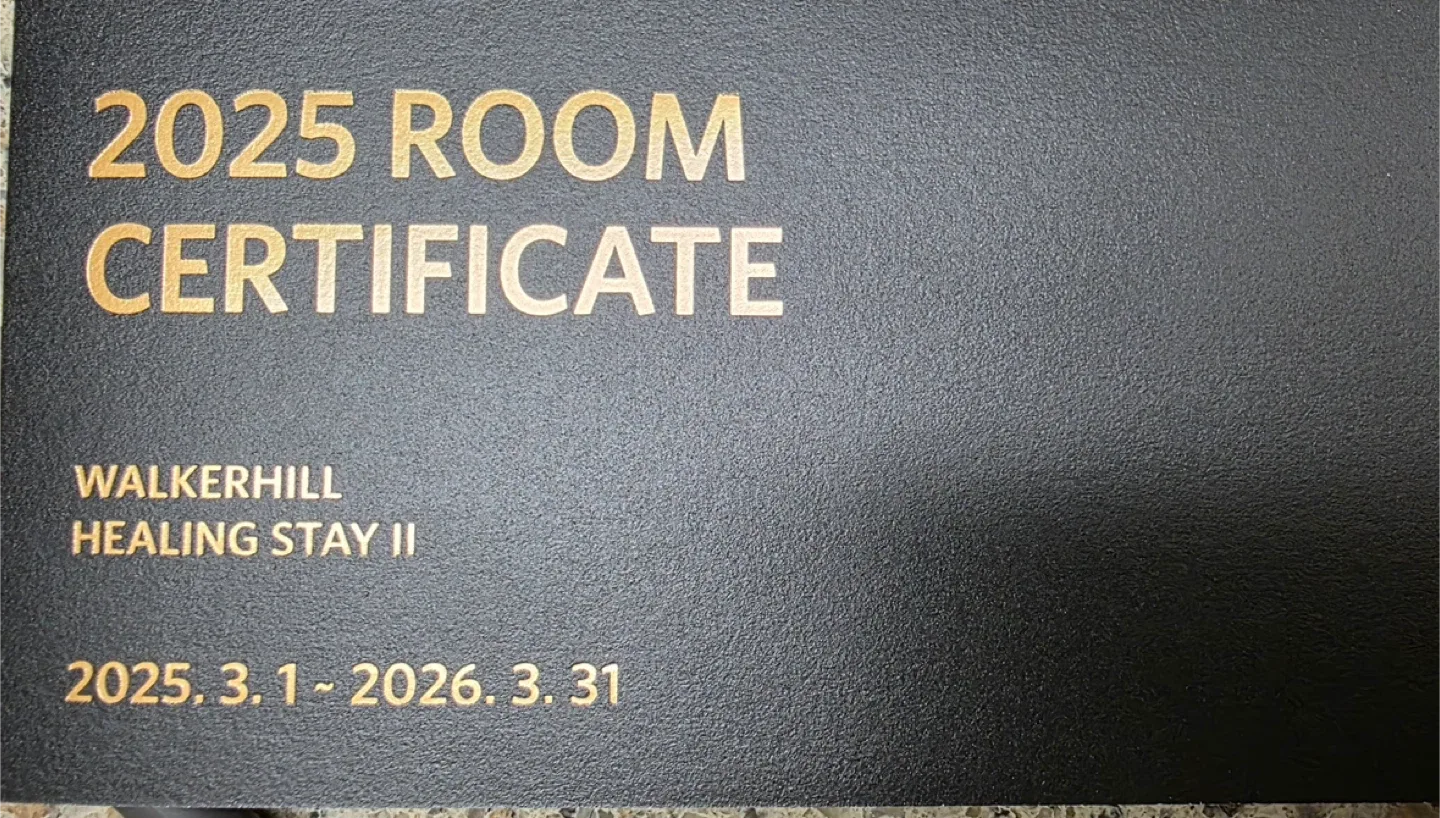 2025 ROOM
CERTIFICATE
WALKERHILL
HEALING STAY II
2025. 3. 1 ~ 2026. 3. 31